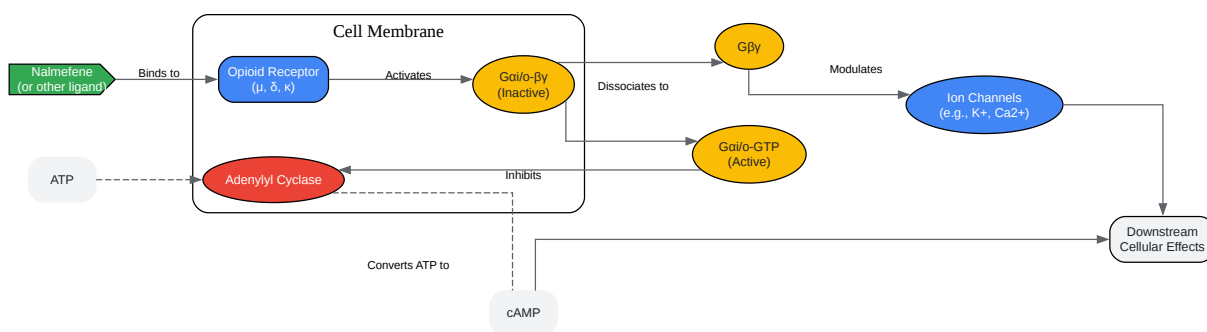 Cell Membrane
Nalmefene
(or other ligand)
Binds to
Opioid Receptor
(μ, δ, κ)
Activates
Gαi/o-βγ
(Inactive)
Dissociates to
Gβγ
Modulates
Ion Channels
(e.g., K+, Ca2+)
Gαi/o-GTP
(Active)
Inhibits
ATP
Adenylyl Cyclase
Converts ATP to
cAMP
Downstream
Cellular Effects